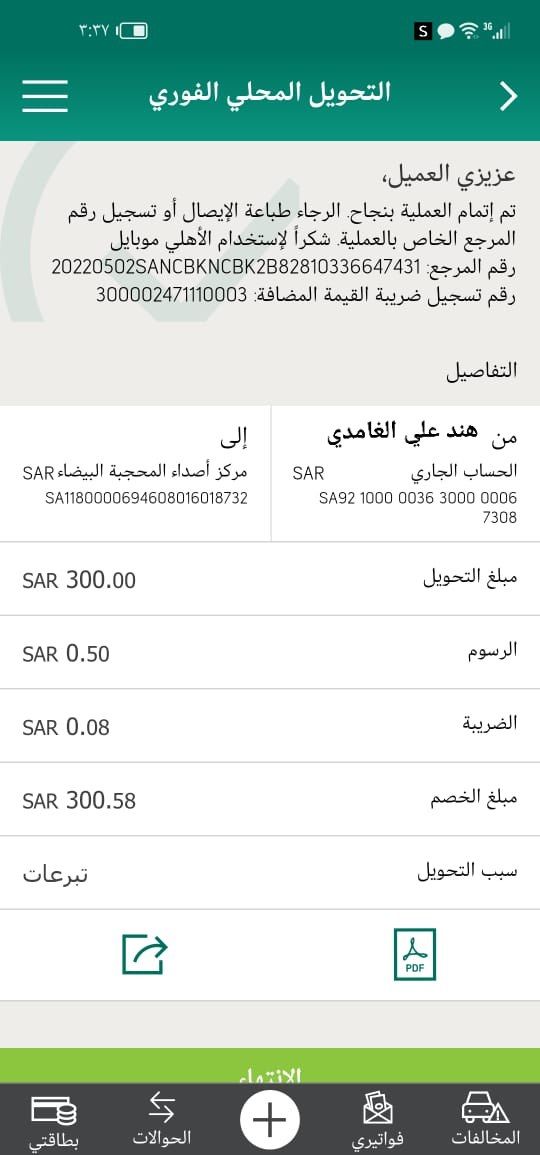 ٣:٣٧
S
3G
التحويل المحلي الفوري
عزيزي العميل،
تم إتمام العملية بنجاح. الرجاء طباعة الإيصال أو تسجيل رقم
المرجع الخاص بالعملية. شكراً لإستخدام الأهلي موبايل
رقم المرجع: 20220502SANCBKNCBK2B82810336647431
رقم تسجيل ضريبة القيمة المضافة: 300002471110003
التفاصيل
من هند علي الغامدي
الحساب الجاري SAR
SA92 1000 0036 3000 0006
7308
إلى
مركز أصداء المحجبة البيضاء SAR
SA1180000694608016018732
مبلغ التحويل SAR 300.00
الرسوم SAR 0.50
الضريبة SAR 0.08
مبلغ الخصم SAR 300.58
سبب التحويل تبرعات
PDF
الانتهاء
المخالفات
فواتيري
الحوالات
بطاقتي